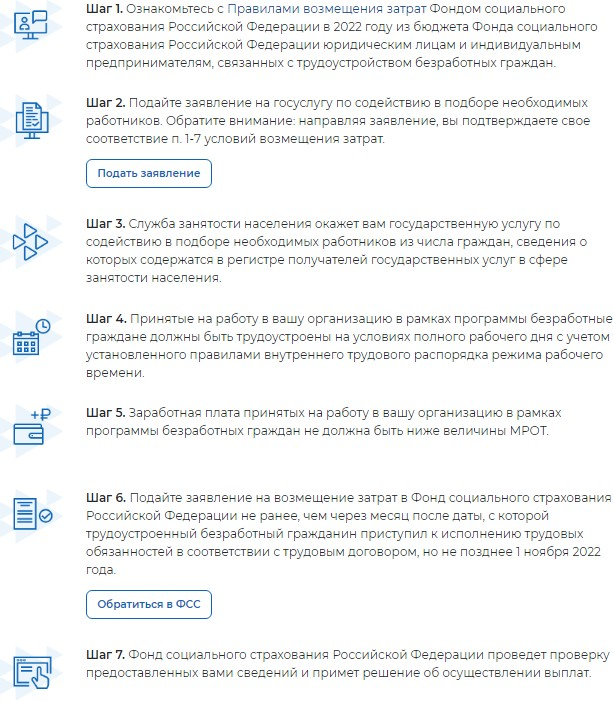 Шаг 1. Ознакомьтесь с Правилами возмещения затрат Фондом социального
страхования Российской Федерации в 2022 году из бюджета Фонда социального
страхования Российской Федерации юридическим лицам и индивидуальным
предпринимателям, связанных с трудоустройством безработных граждан.
Шаг 2. Подайте заявление на госуслугу по содействию в подборе необходимых
работников. Обратите внимание: направляя заявление, вы подтверждаете свое
соответствие п. 1-7 условий возмещения затрат.
Подать заявление
Шаг 3. Служба занятости населения окажет вам государственную услугу по
содействию в подборе необходимых работников из числа граждан, сведения о
которых содержатся в регистре получателей государственных услуг в сфере
занятости населения.
Шаг 4. Принятые на работу в вашу организацию в рамках программы безработные
граждане должны быть трудоустроены на условиях полного рабочего дня с учетом
установленного правилами внутреннего трудового распорядка режима рабочего
времени.
+₽
Шаг 5. Заработная плата принятых на работу в вашу организацию в рамках
программы безработных граждан не должна быть ниже величины МРОТ.
Шаг 6. Подайте заявление на возмещение затрат в Фонд социального страхования
Российской Федерации не ранее, чем через месяц после даты, с которой
трудоустроенный безработный гражданин приступил к исполнению трудовых
обязанностей в соответствии с трудовым договором, но не позднее 1 ноября 2022
года.
Обратиться в ФСС
Шаг 7. Фонд социального страхования Российской Федерации проведет проверку
предоставленных вами сведений и примет решение об осуществлении выплат.